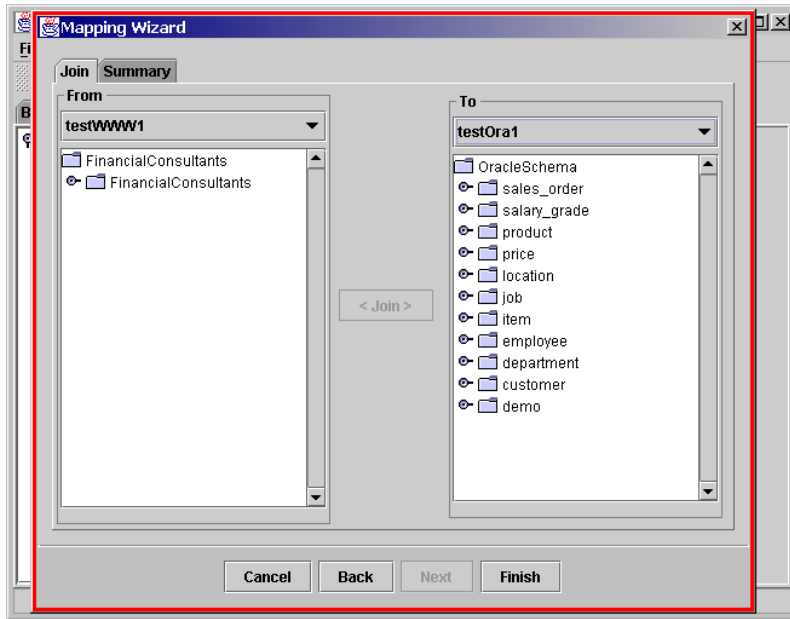 Mapping Wizard
Fi
B
Join Summary
From
testWWW1
FinancialConsultants
FinancialConsultants
< Join >
To
testOra1
OracleSchema
sales_order
salary_grade
product
price
location
job
item
employee
department
customer
demo
Cancel Back Next Finish